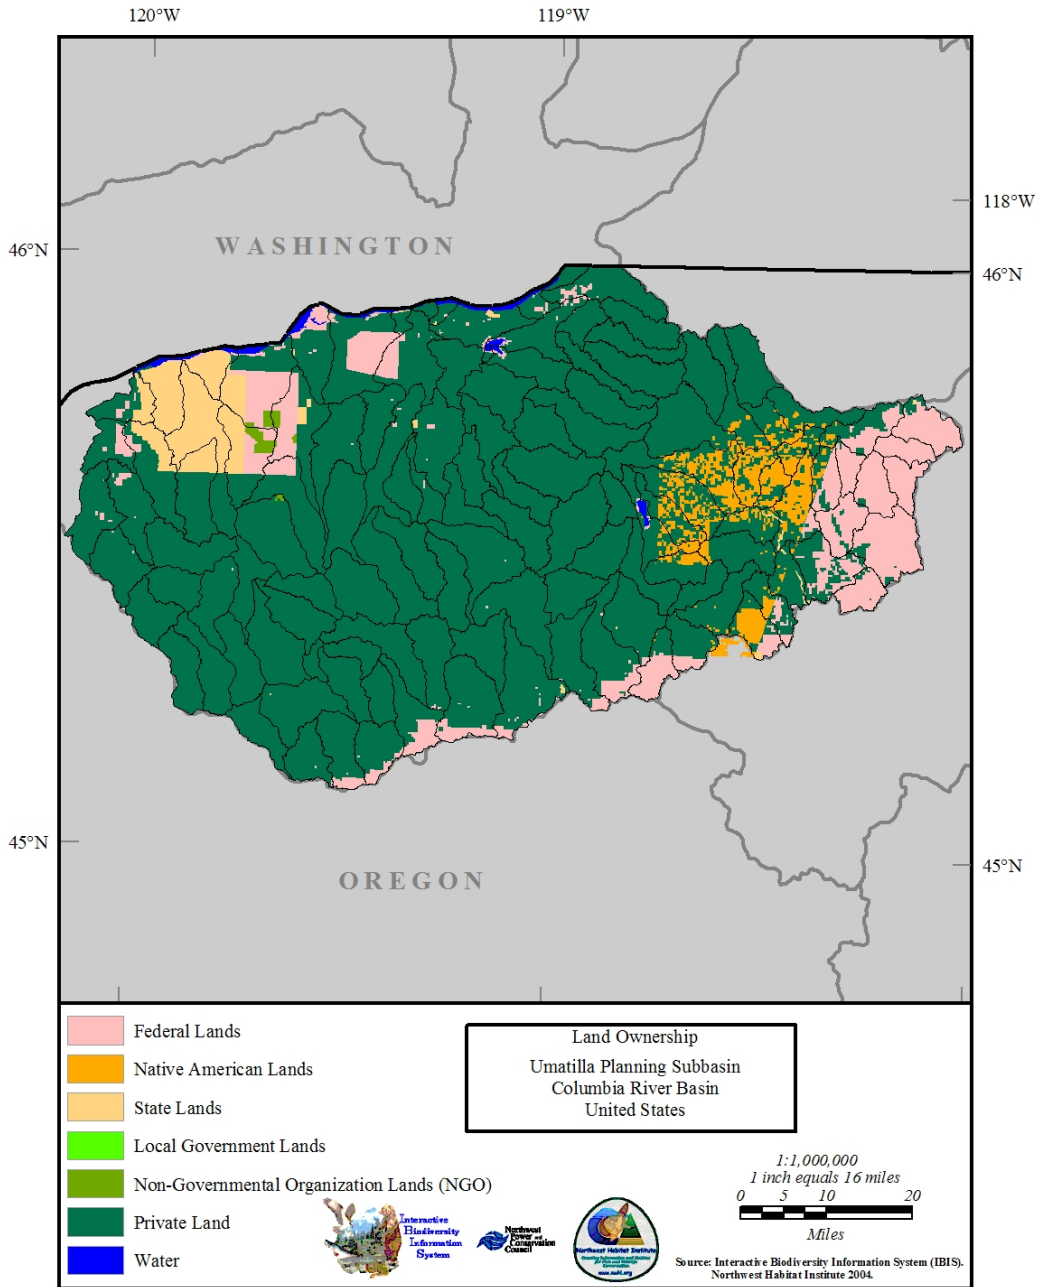 120°W
119°W
118°W
46°N
46°N
WASHINGTON
45°N
45°N
OREGON
Federal Lands
Native American Lands
State Lands
Local Government Lands
Non-Governmental Organization Lands (NGO)
Private Land
Water
Land Ownership
Umatilla Planning Subbasin
Columbia River Basin
United States
1:1,000,000
1 inch equals 16 miles
0 5 10 20
Miles
Interactive
Biodiversity
Information
System
Northwest
Power and
Conservation
Council
Northwest Habitat Institute
www.nwhi.org
Source: Interactive Biodiversity Information System (IBIS).
Northwest Habitat Institute 2004.